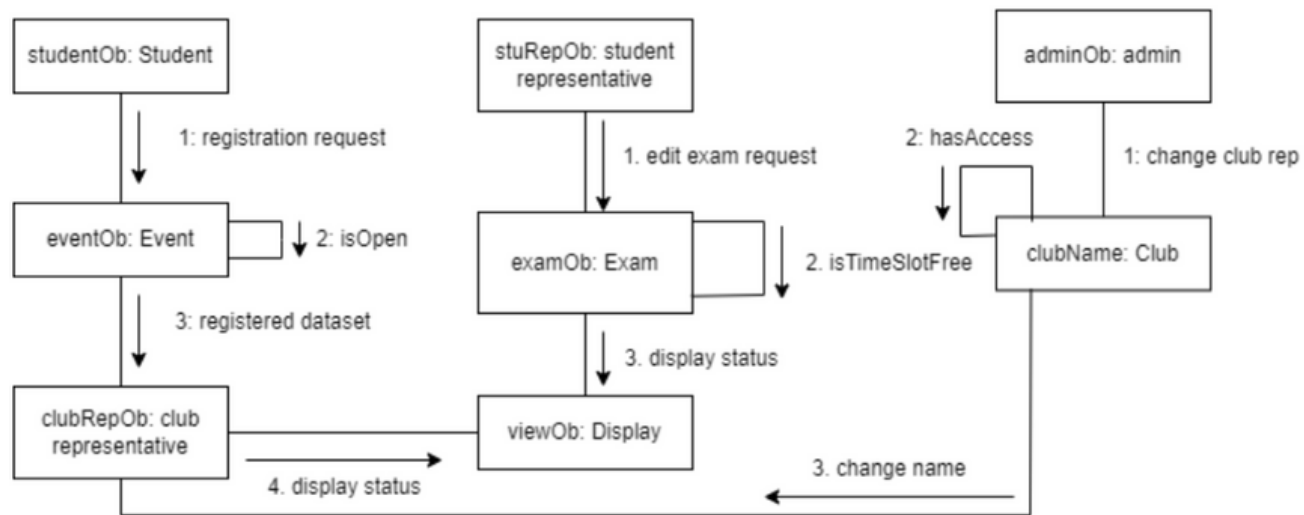 studentOb: Student
stuRepOb: student
representative
adminOb: admin
1: registration request
1. edit exam request
2: hasAccess
1: change club rep
eventOb: Event
2: isOpen
examOb: Exam
2. isTimeSlotFree
clubName: Club
3: registered dataset
3. display status
clubRepOb: club
representative
viewOb: Display
4. display status
3. change name